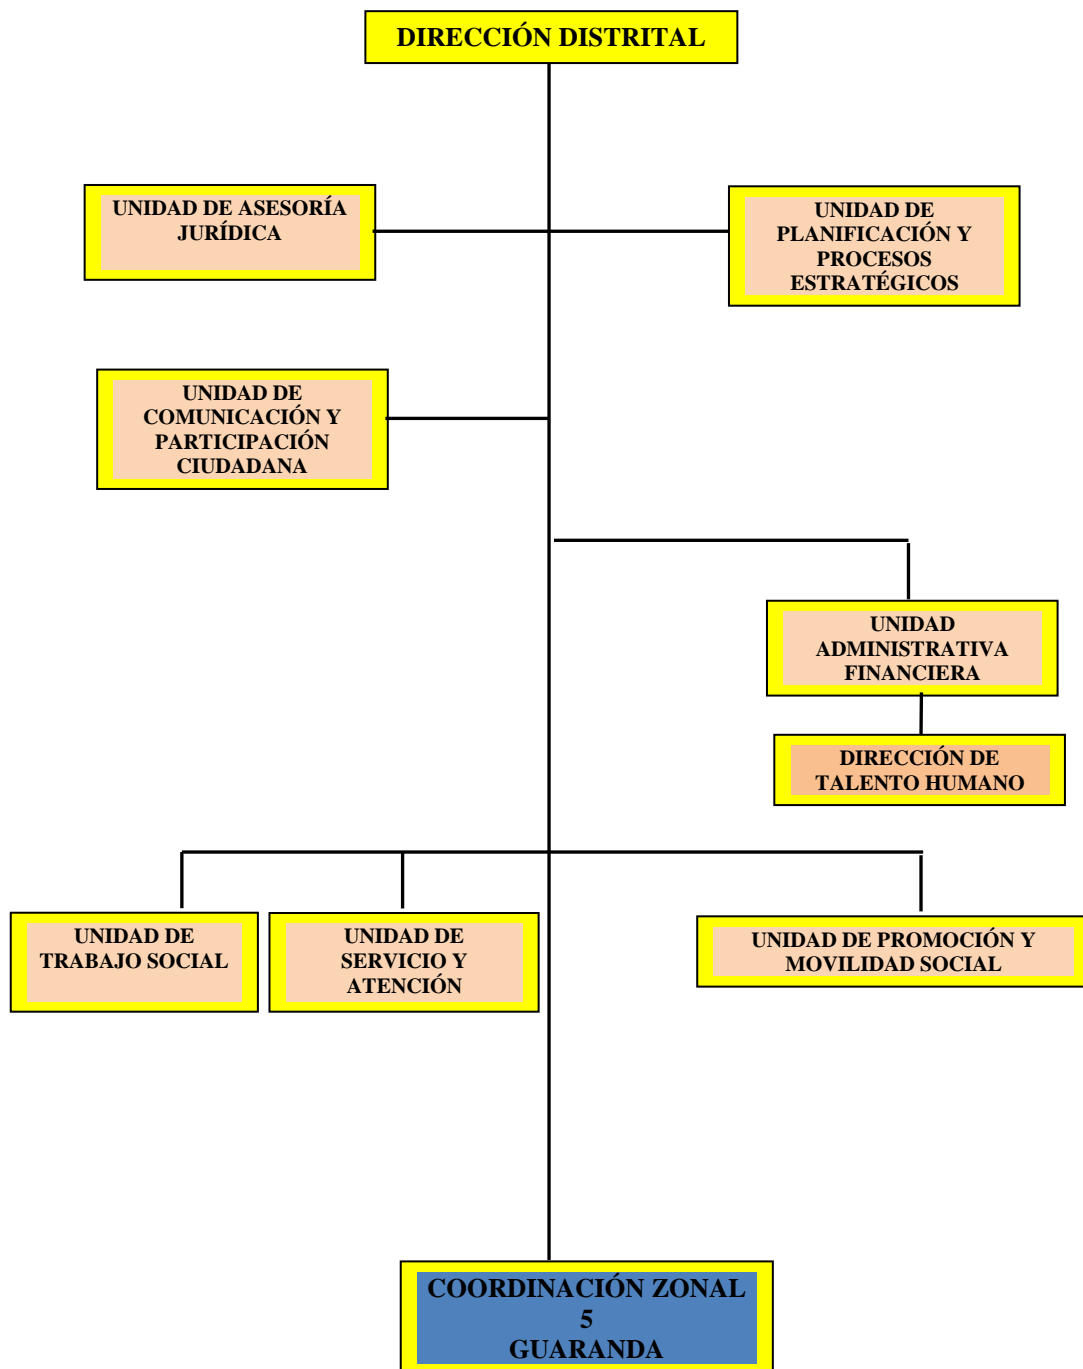 DIRECCIÓN DISTRITAL
UNIDAD DE ASESORÍA
JURÍDICA
UNIDAD DE
PLANIFICACIÓN Y
PROCESOS
ESTRATÉGICOS
UNIDAD DE
COMUNICACIÓN Y
PARTICIPACIÓN
CIUDADANA
UNIDAD
ADMINISTRATIVA
FINANCIERA
DIRECCIÓN DE
TALENTO HUMANO
UNIDAD DE
TRABAJO SOCIAL
UNIDAD DE
SERVICIO Y
ATENCIÓN
UNIDAD DE PROMOCIÓN Y
MOVILIDAD SOCIAL
COORDINACIÓN ZONAL
5
GUARANDA